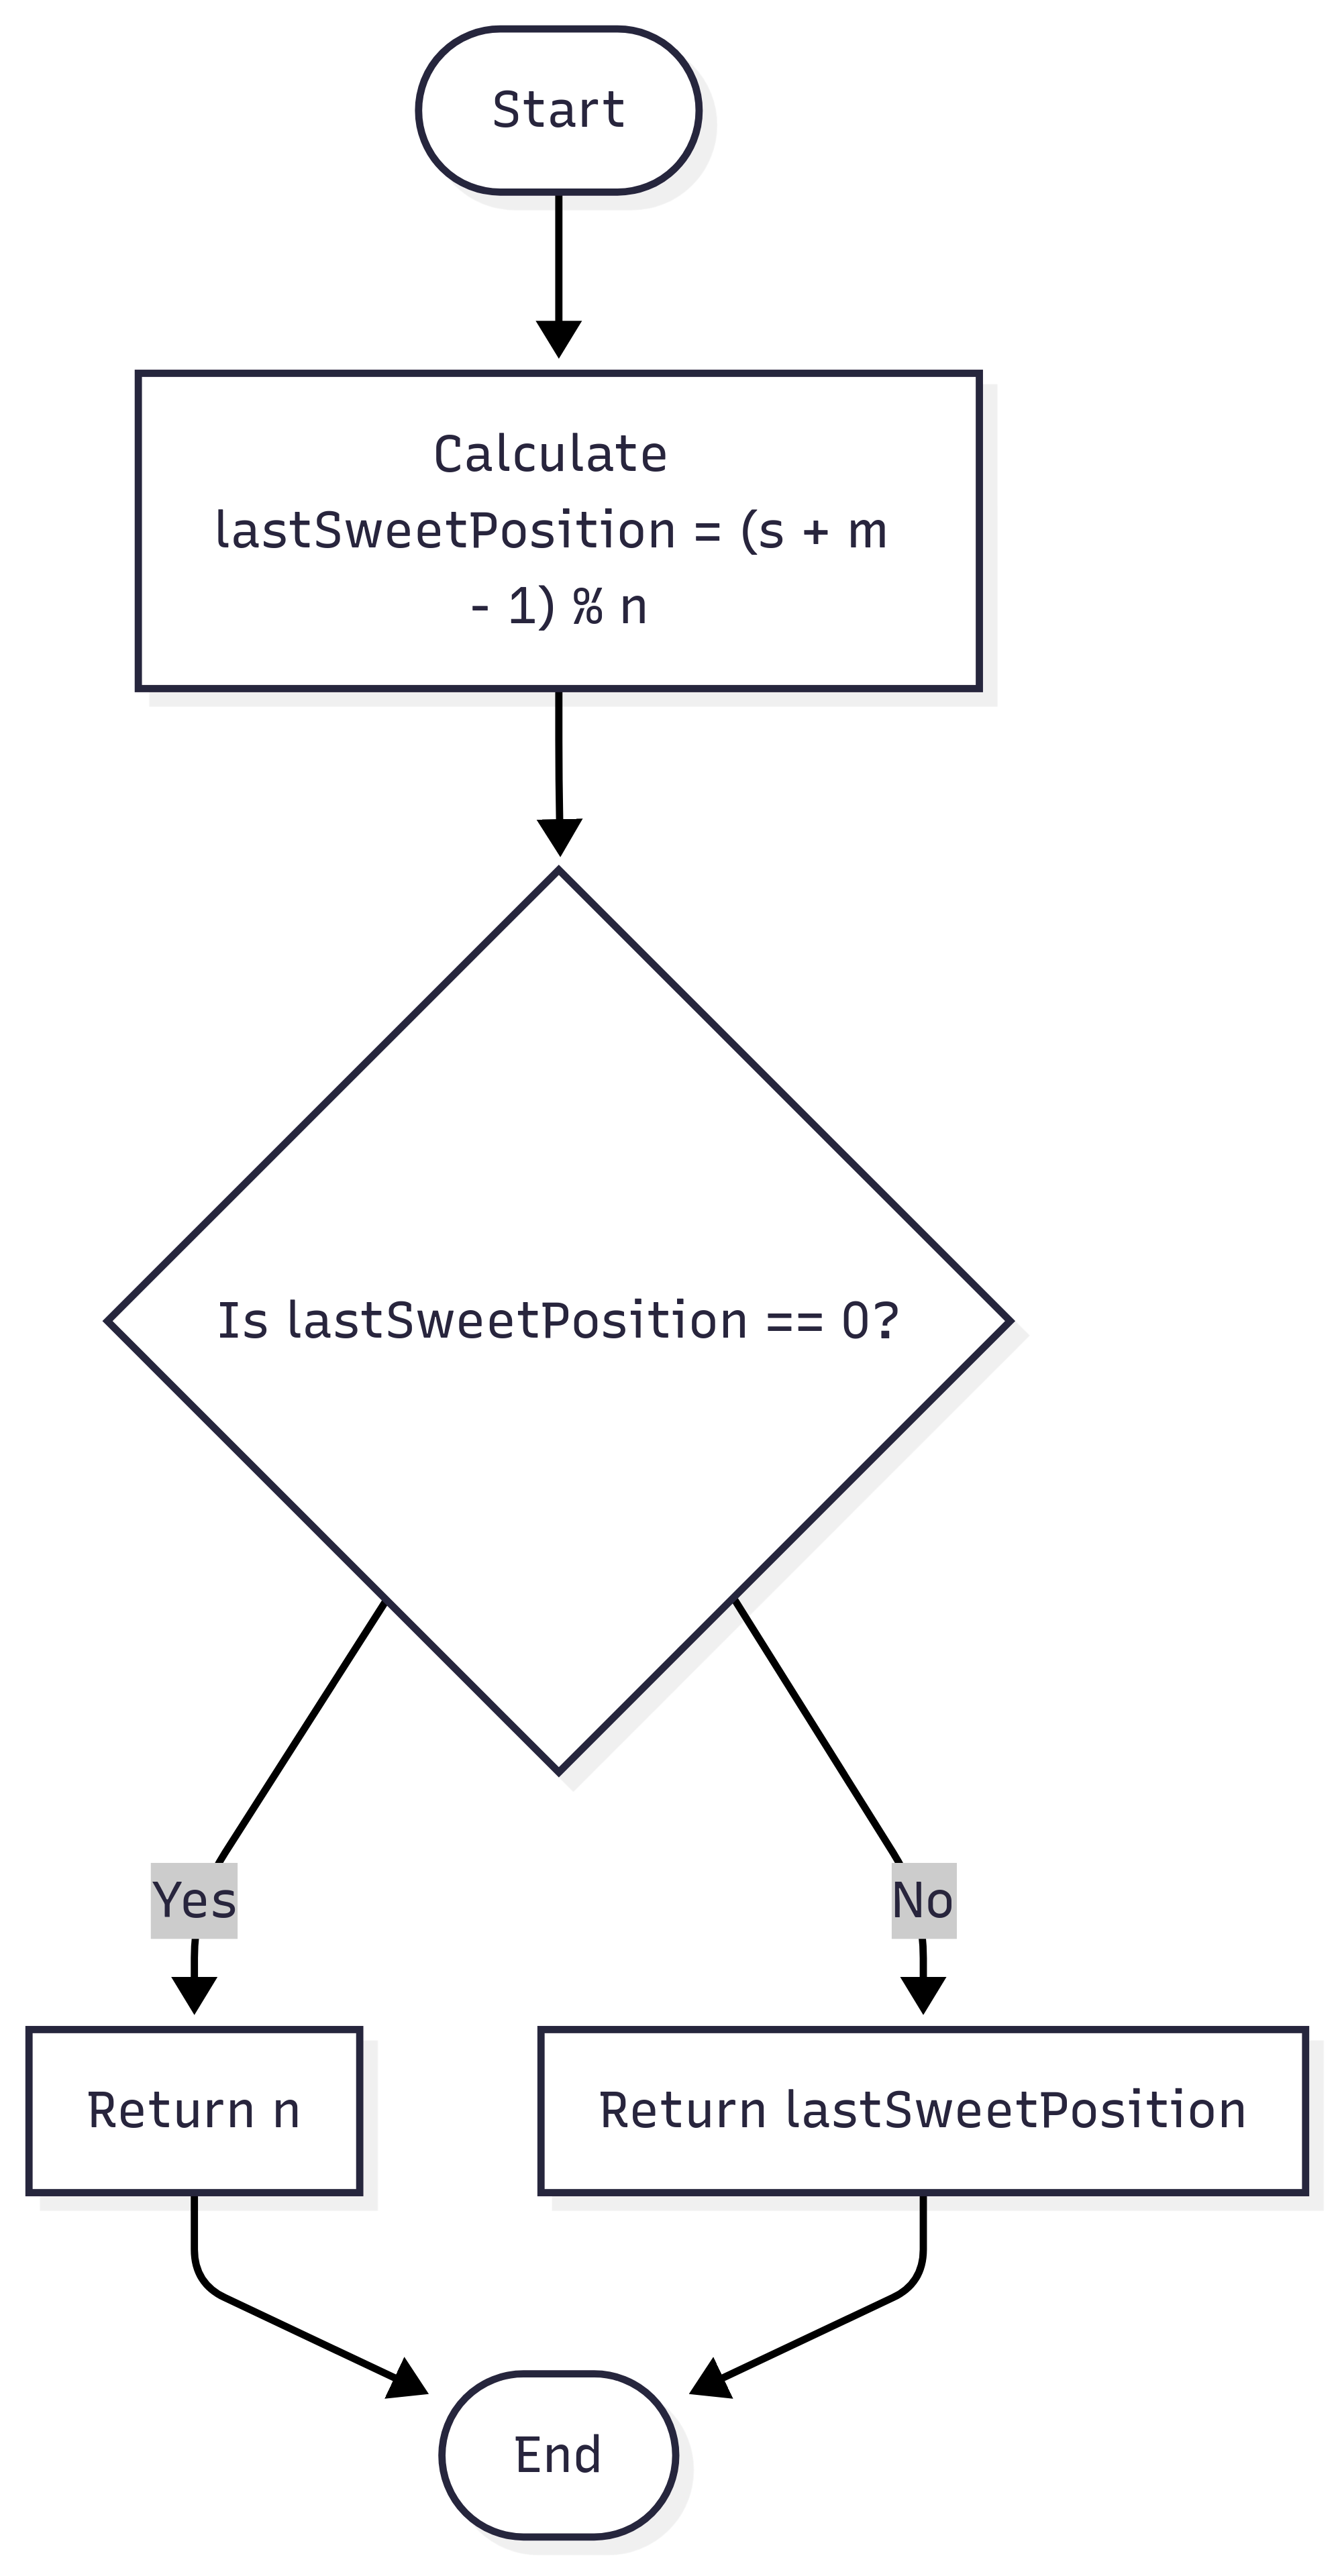 Start
Calculate
lastSweetPosition = (s + m
- 1) % n
Is lastSweetPosition == 0?
Yes
No
Return n
Return lastSweetPosition
End